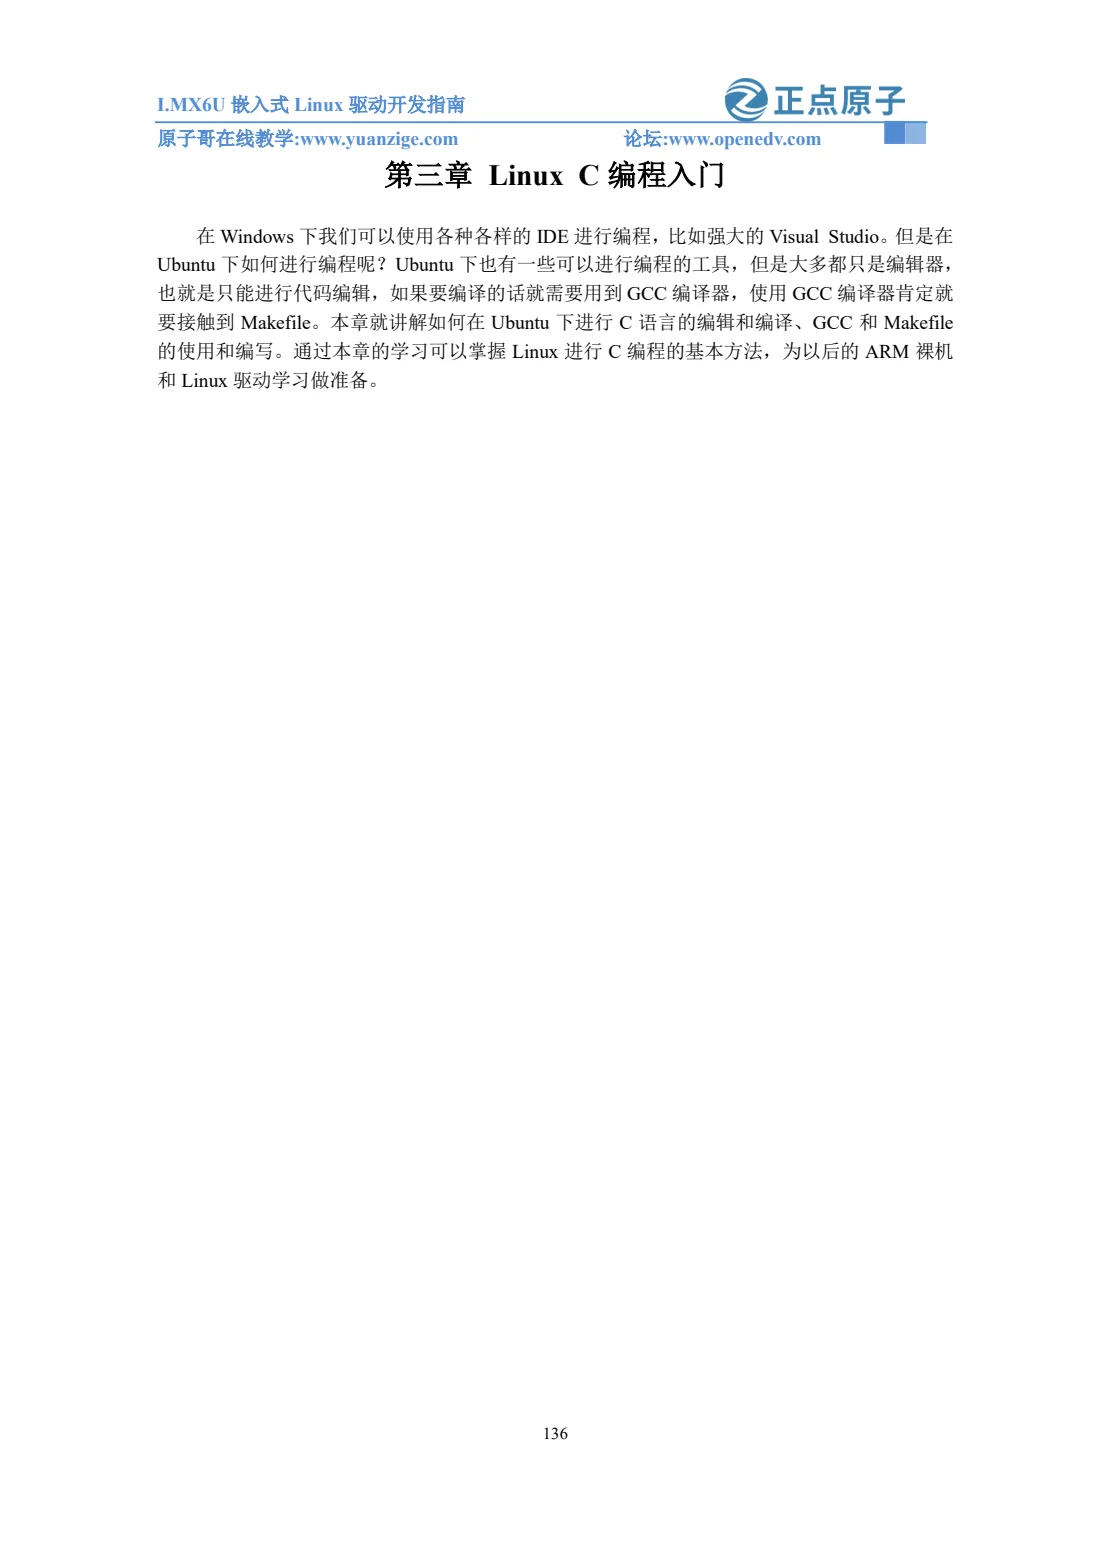 I.MX6U 嵌入式 Linux 驱动开发指南
正点原子
原子哥在线教学:www.yuanzige.com 论坛:www.openedv.com
第三章 Linux C 编程入门
在 Windows 下我们可以使用各种各样的 IDE 进行编程，比如强大的 Visual Studio。但是在
Ubuntu 下如何进行编程呢？Ubuntu 下也有一些可以进行编程的工具，但是大多都只是编辑器，
也就是只能进行代码编辑，如果要编译的话就需要用到 GCC 编译器，使用 GCC 编译器肯定就
要接触到 Makefile。本章就讲解如何在 Ubuntu 下进行 C 语言的编辑和编译、GCC 和 Makefile
的使用和编写。通过本章的学习可以掌握 Linux 进行 C 编程的基本方法，为以后的 ARM 裸机
和 Linux 驱动学习做准备。
136